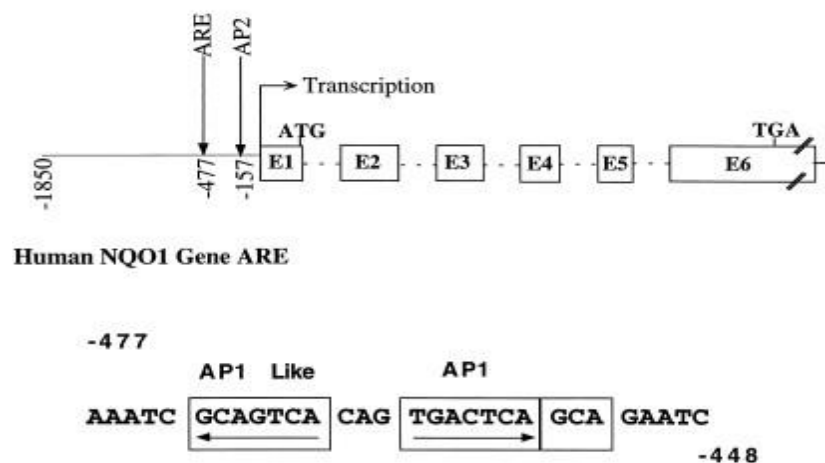 ARE
AP2
Transcription
ATG
TGA
E1 E2 E3 E4 E5 E6
-1850
-477
-157
Human NQO1 Gene ARE
-477
AP1 Like AP1
AAATC GCAGTCA CAG TGACTCA GCA GAATC
-448